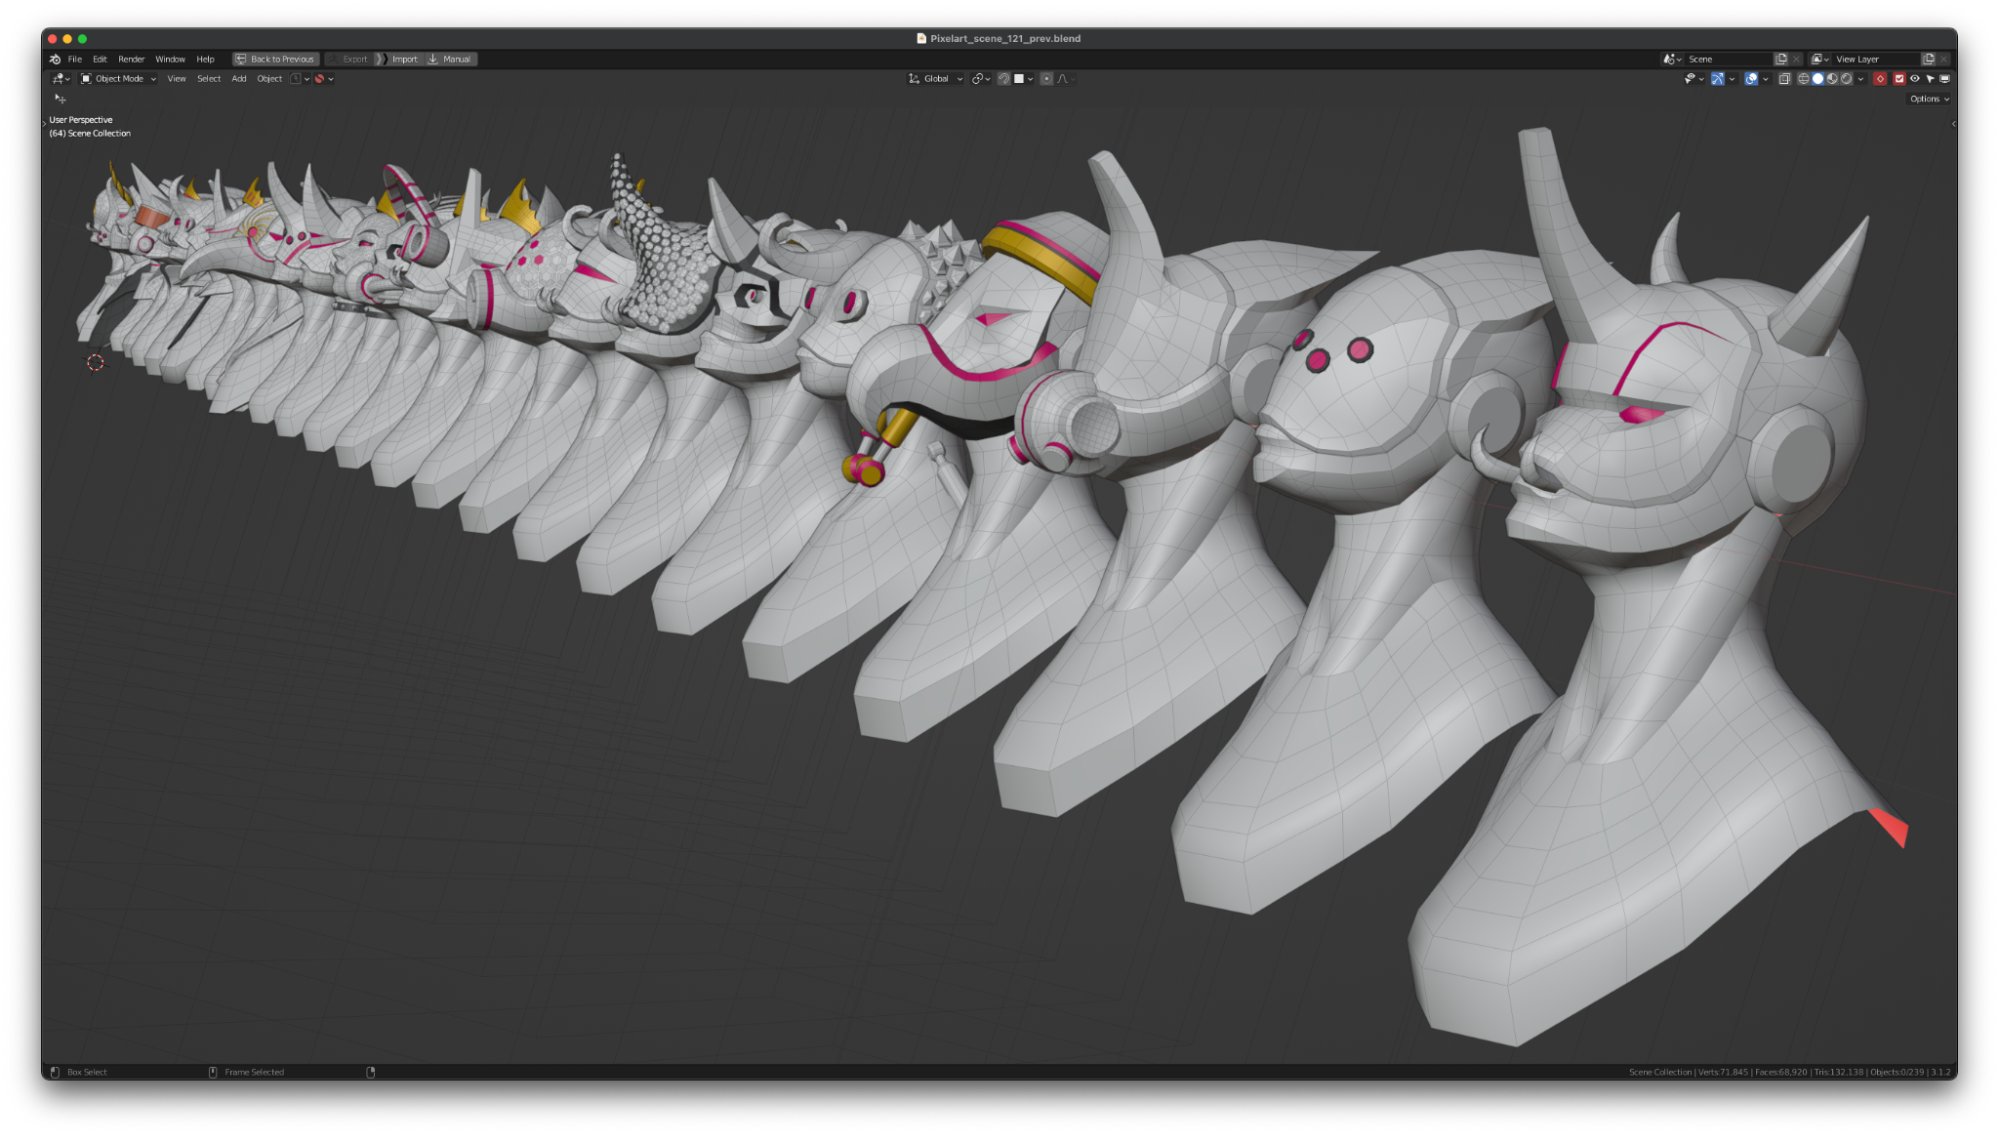 Pixelart_scene_121_prev.blend
File Edit Render Window Help Back to Previous Export Import Manual Scene View Layer
Object Mode View Select Add Object Global
Options
User Perspective
(64) Scene Collection
Box Select Frame Selected Scene Collection | Verts:71,845 | Faces:68,920 | Tris:132,138 | Objects:0/239 | 3.1.2